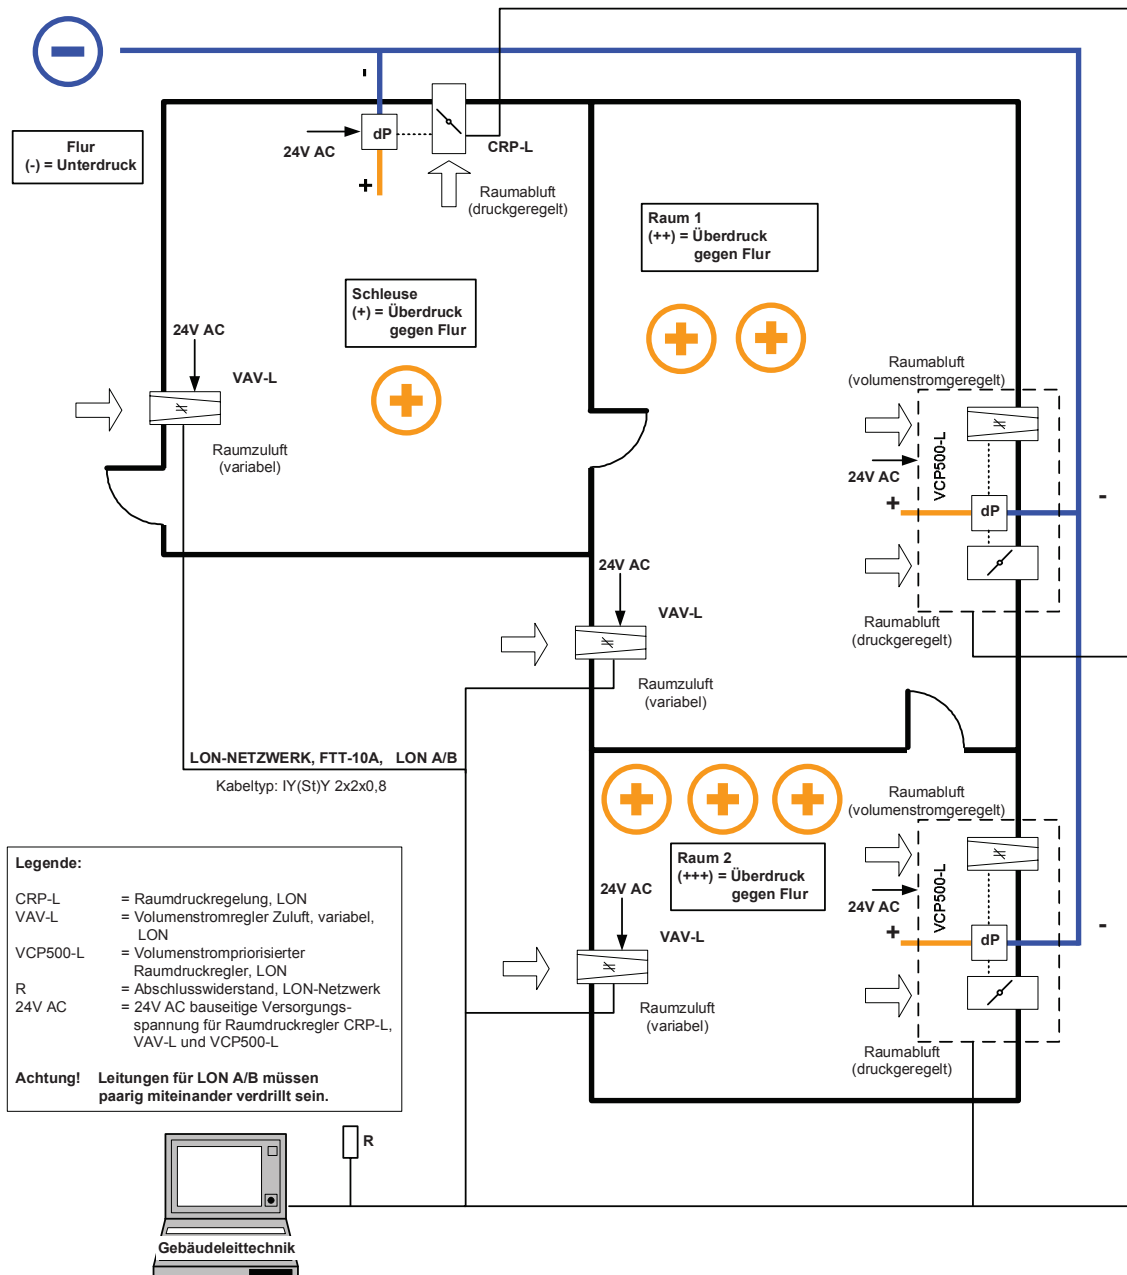 -
Flur
(-) = Unterdruck
24V AC
dP
CRP-L
+
Raumabluft
(druckgeregelt)
Raum 1
(++) = Überdruck
gegen Flur
Schleuse
(+) = Überdruck
gegen Flur
24V AC
VAV-L
Raumzuluft
(variabel)
Raumabluft
(volumenstromgeregelt)
24V AC
VCP500-L
+
dP
-
Raumabluft
(druckgeregelt)
24V AC
VAV-L
Raumzuluft
(variabel)
LON-NETZWERK, FTT-10A, LON A/B
Kabeltyp: IY(St)Y 2x2x0,8
Raum 2
(+++) = Überdruck
gegen Flur
24V AC
VAV-L
Raumzuluft
(variabel)
Raumabluft
(volumenstromgeregelt)
24V AC
VCP500-L
+
dP
-
Raumabluft
(druckgeregelt)
Legende:
CRP-L = Raumdruckregelung, LON
VAV-L = Volumenstromregler Zuluft, variabel,
LON
VCP500-L = Volumenstrompriorisierter
Raumdruckregler, LON
R = Abschlusswiderstand, LON-Netzwerk
24V AC = 24V AC bauseitige Versorgungs-
spannung für Raumdruckregler CRP-L,
VAV-L und VCP500-L
Achtung! Leitungen für LON A/B müssen
paarig miteinander verdrillt sein.
R
Gebäudeleittechnik